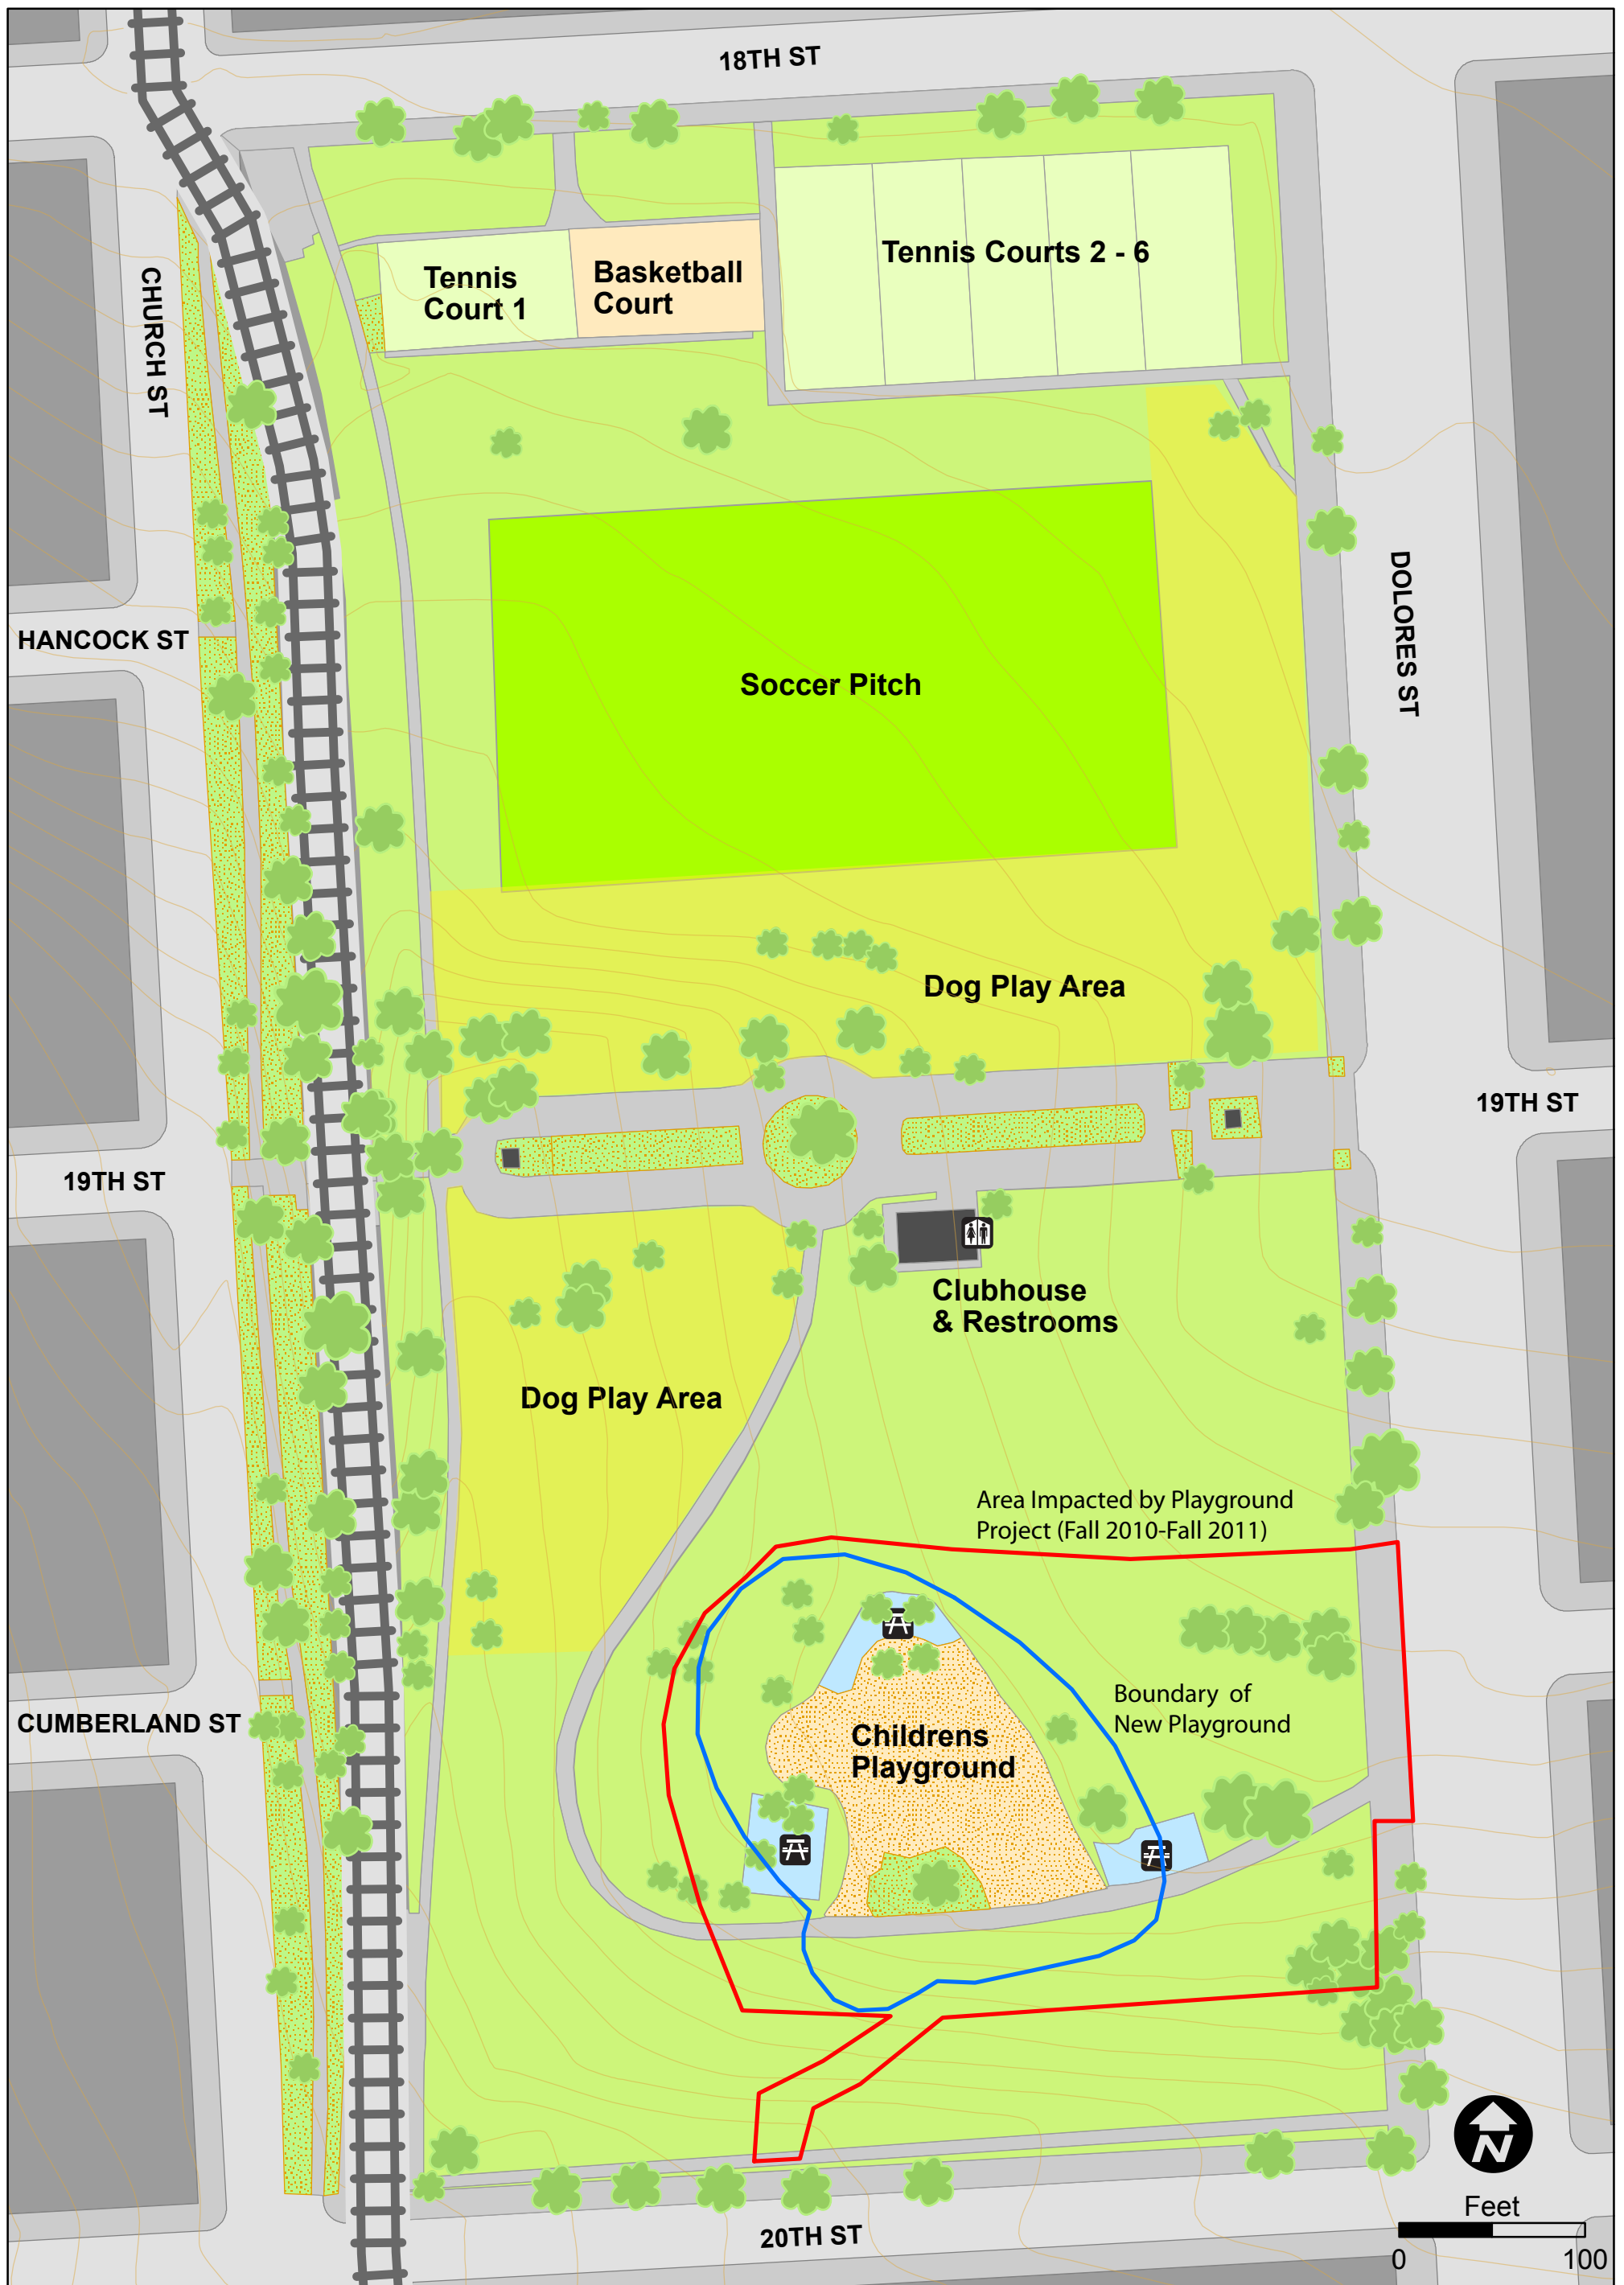 18TH ST
CHURCH ST
Tennis
Court 1
Basketball
Court
Tennis Courts 2 - 6
HANCOCK ST
DOLORES ST
Soccer Pitch
Dog Play Area
19TH ST
19TH ST
Clubhouse
& Restrooms
Dog Play Area
Area Impacted by Playground
Project (Fall 2010-Fall 2011)
Boundary of
New Playground
CUMBERLAND ST
Childrens
Playground
N
Feet
0 100
20TH ST